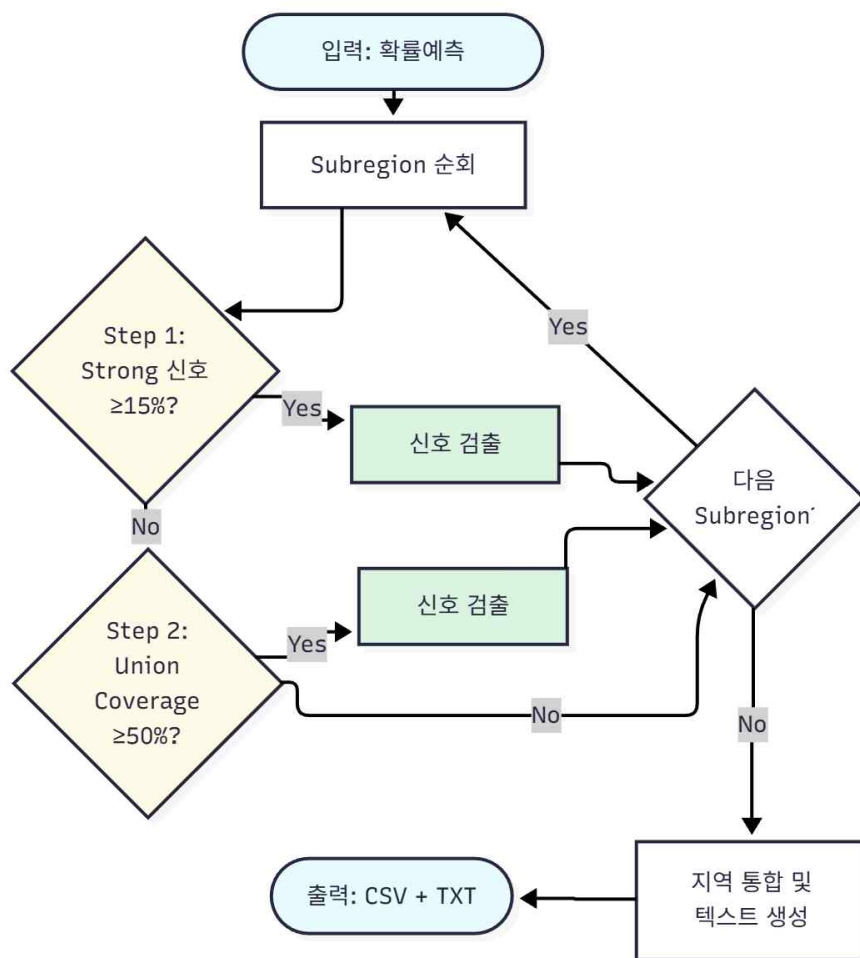 입력: 확률예측
Subregion 순회
Step 1:
Strong 신호
≥15%?
Yes
신호 검출
Yes
다음
Subregion
No
Step 2:
Union
Coverage
≥50%?
Yes
신호 검출
No
No
지역 통합 및
텍스트 생성
출력: CSV + TXT